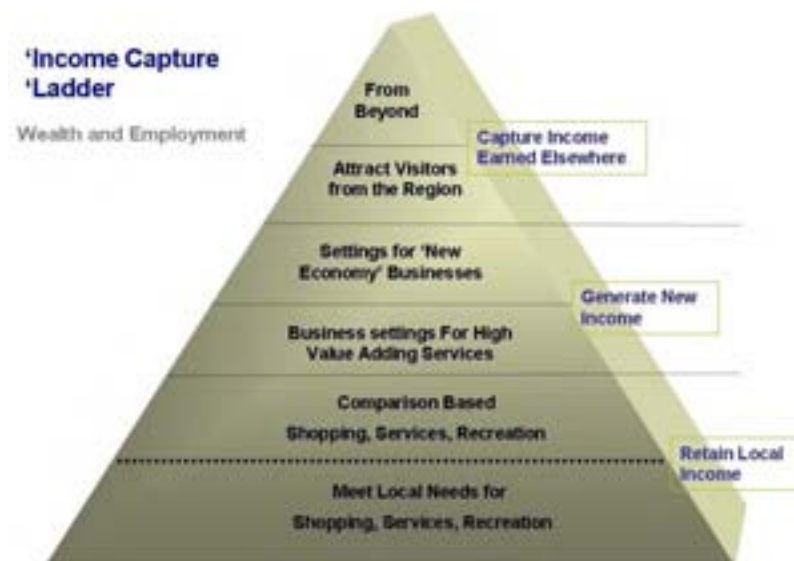 ‘Income Capture
‘Ladder
Wealth and Employment
From
Beyond
Capture Income
Earned Elsewhere
Attract Visitors
from the Region
Settings for ‘New
Economy’ Businesses
Generate New
Income
Business settings For High
Value Adding Services
Comparison Based
Shopping, Services, Recreation
Retain Local
Income
Meet Local Needs for
Shopping, Services, Recreation